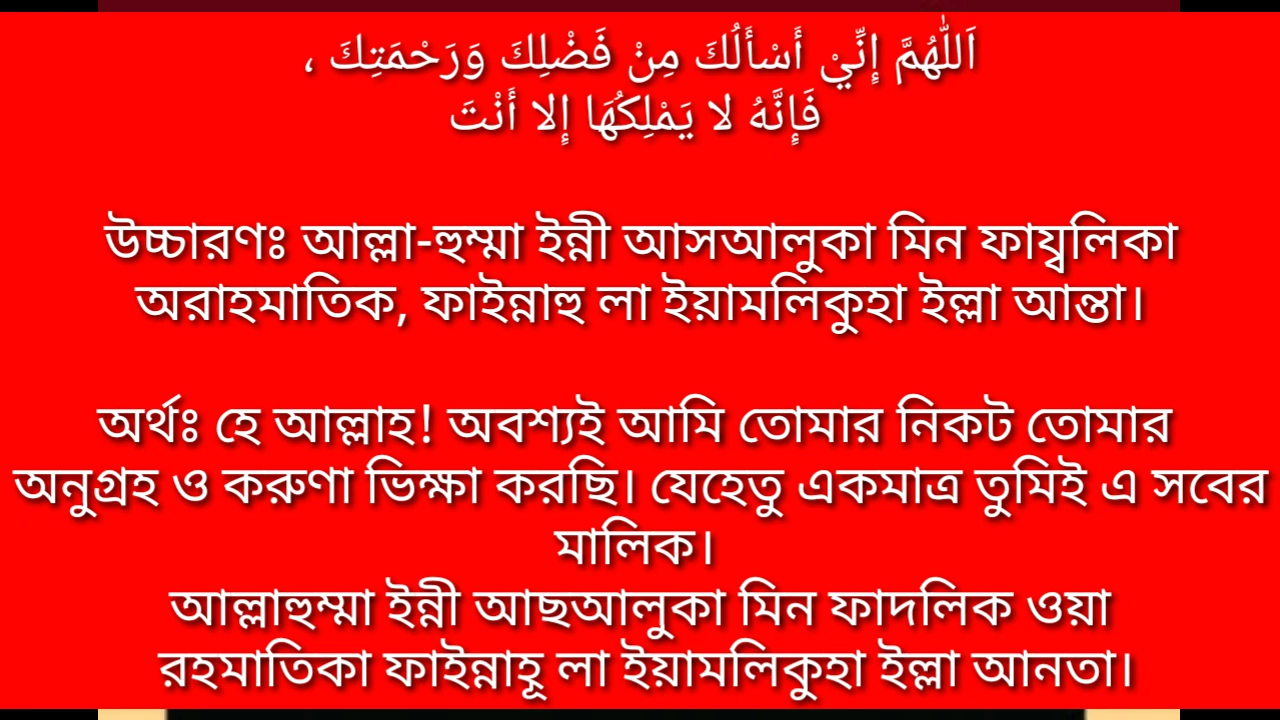 اَللّٰهُمَّ إِنِّيْ أَسْأَلُكَ مِنْ فَضْلِكَ وَرَحْمَتِكَ ،
فَإِنَّهُ لا يَمْلِكُهَا إِلا أَنْتَ
উচ্চারণঃ আল্লা-হুম্মা ইন্নী আসআলুকা মিন ফায্বলিকা
অরাহমাতিক, ফাইন্নাহু লা ইয়ামলিকুহা ইল্লা আন্তা।
অর্থঃ হে আল্লাহ! অবশ্যই আমি তোমার নিকট তোমার
অনুগ্রহ ও করুণা ভিক্ষা করছি। যেহেতু একমাত্র তুমিই এ সবের
মালিক।
আল্লাহুম্মা ইন্নী আছআলুকা মিন ফাদলিক ওয়া
রহমাতিকা ফাইন্নাহূ লা ইয়ামলিকুহা ইল্লা আনতা।